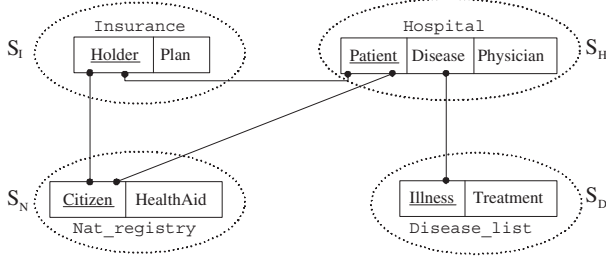 Insurance
S_I
Holder Plan
Hospital
Patient Disease Physician
S_H
S_N
Citizen HealthAid
Nat_registry
Illness Treatment
S_D
Disease_list